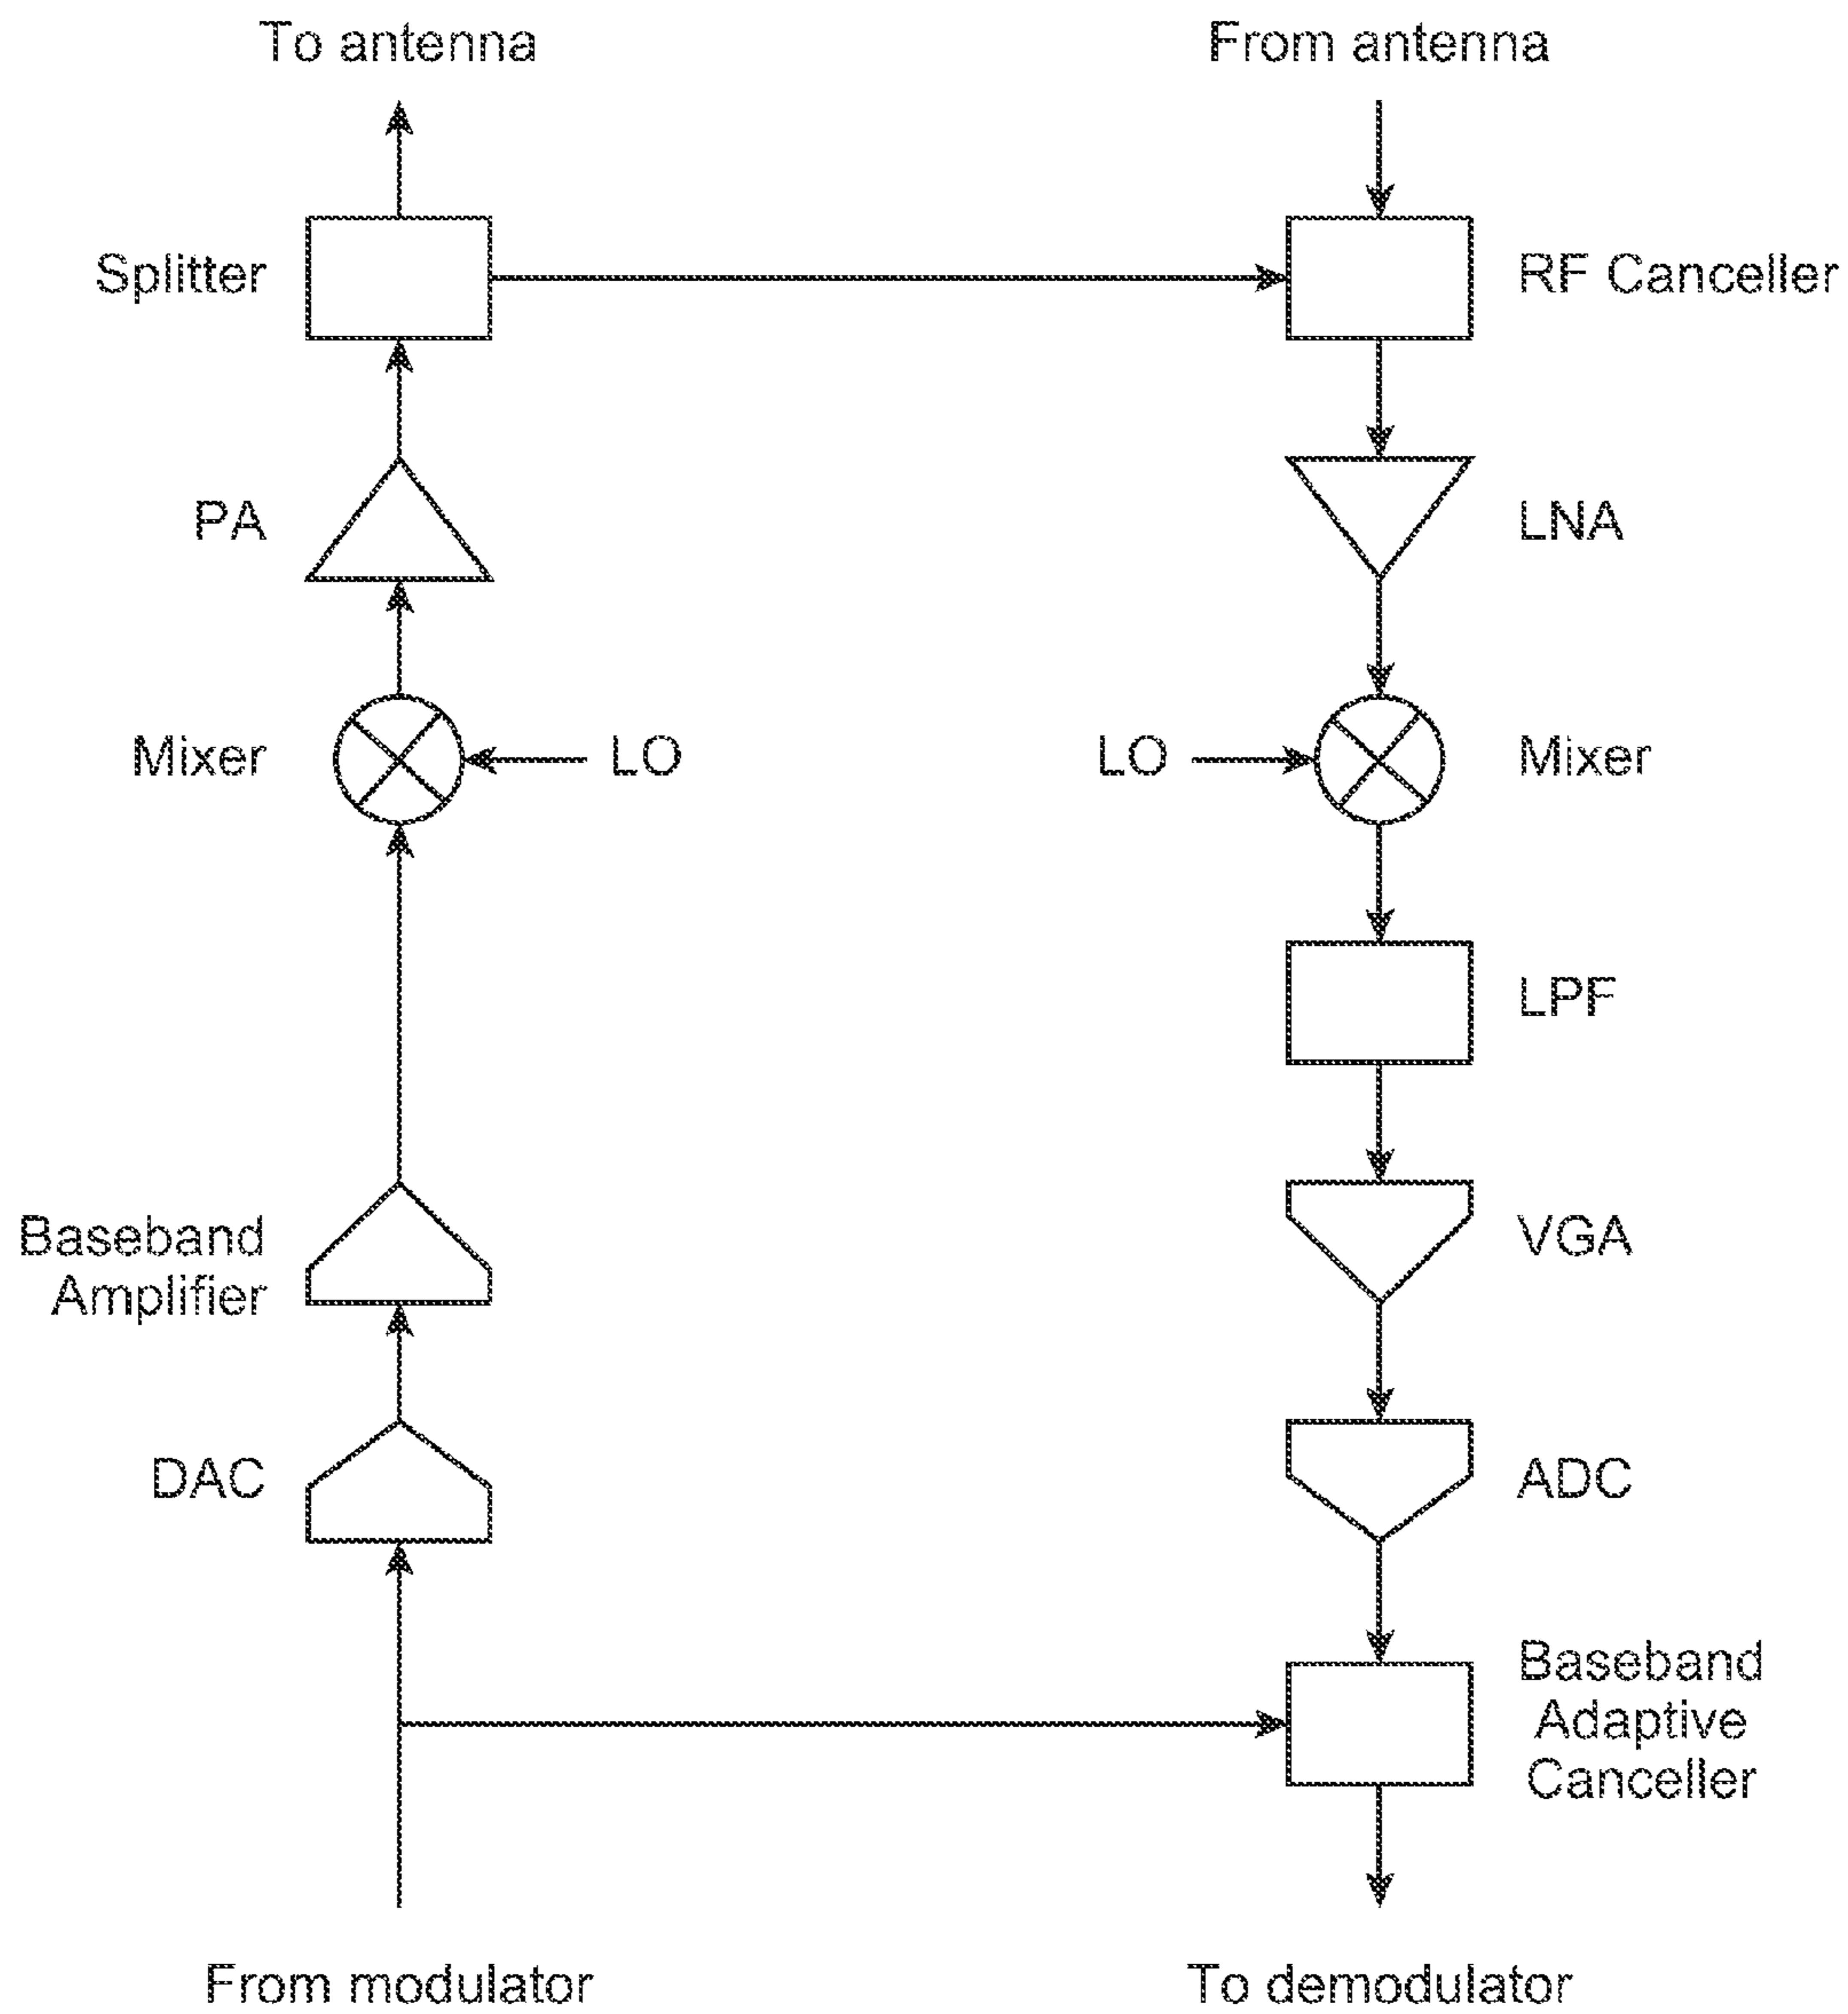 To antenna
From antenna
Splitter
RF Canceller
PA
LNA
Mixer
LO
LO
Mixer
LPF
Baseband
Amplifier
VGA
DAC
ADC
Baseband
Adaptive
Canceller
From modulator
To demodulator